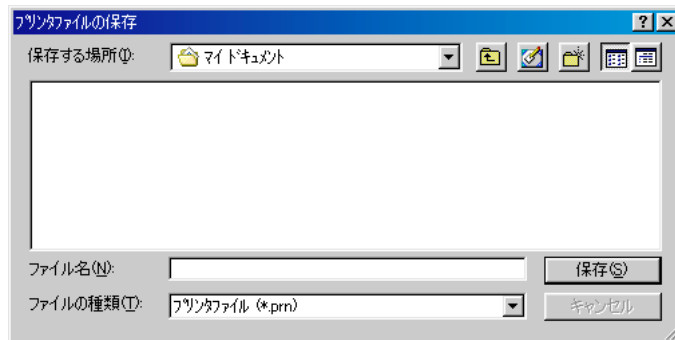 プリンタファイルの保存
保存する場所(I):
マイ ドキュメント
ファイル名(N):
保存(S)
ファイルの種類(T):
プリンタファイル (*.prn)
キャンセル